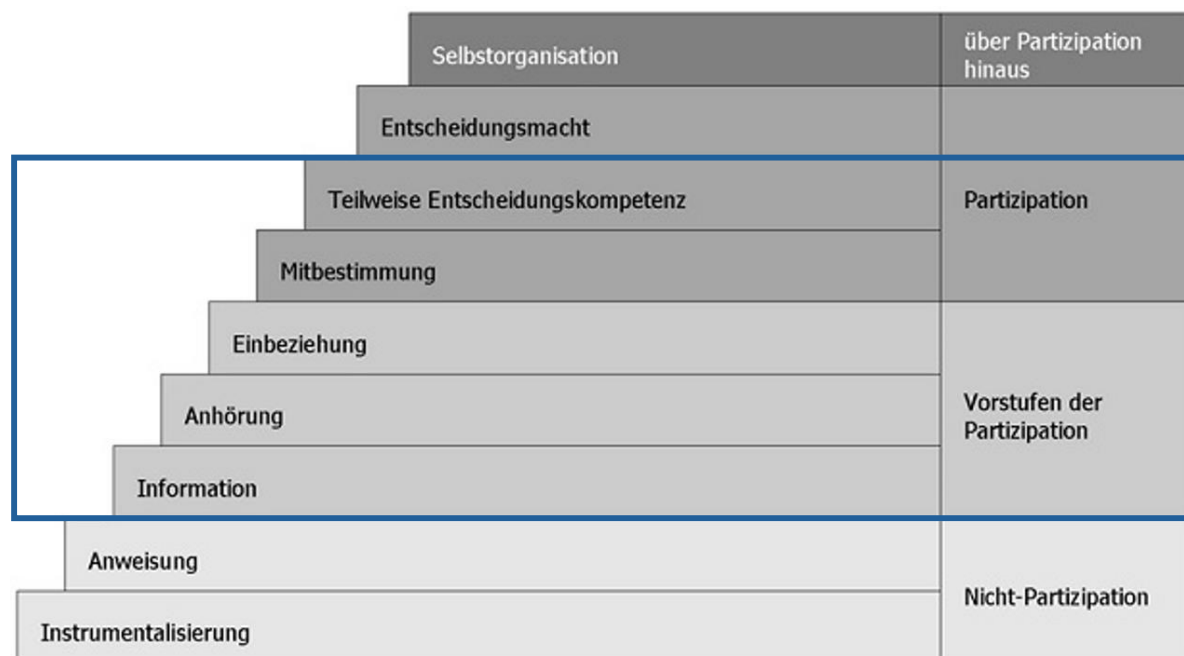 Selbstorganisation
über Partizipation
hinaus
Entscheidungsmacht
Teilweise Entscheidungskompetenz
Partizipation
Mitbestimmung
Einbeziehung
Anhörung
Vorstufen der
Partizipation
Information
Anweisung
Nicht-Partizipation
Instrumentalisierung